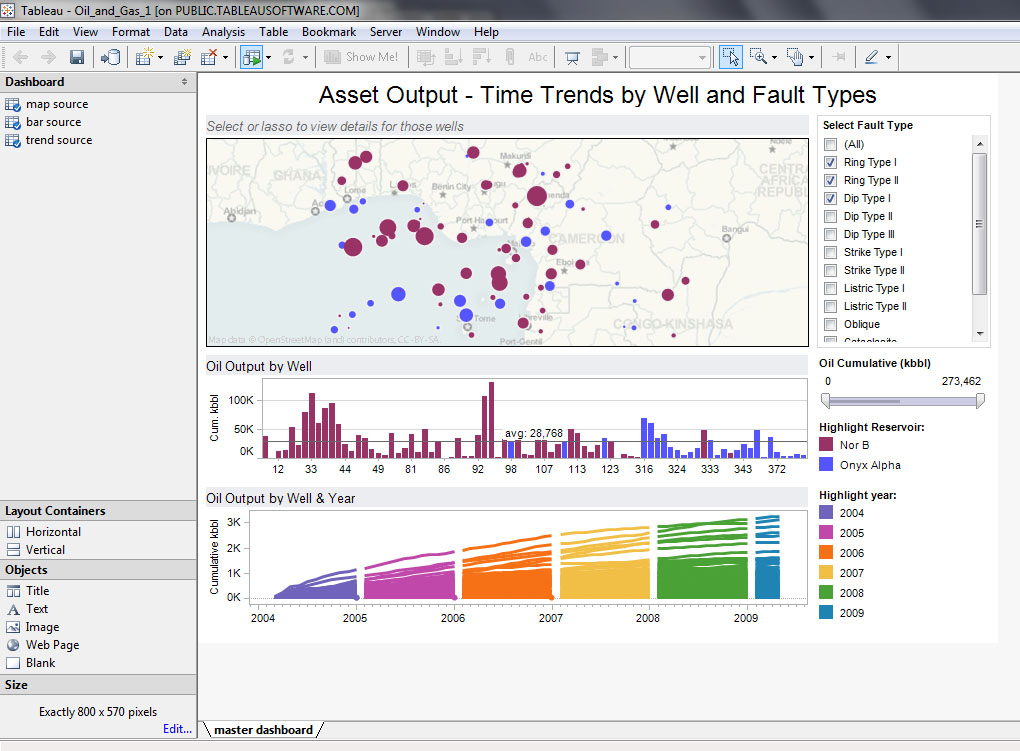 Tableau - Oil_and_Gas_1 [on PUBLIC.TABLEAUSOFTWARE.COM]
File Edit View Format Data Analysis Table Bookmark Server Window Help
Show Me! Abc
Dashboard
map source
bar source
trend source
Layout Containers
Horizontal
Vertical
Objects
Title
Text
Image
Web Page
Blank
Size
Exactly 800 x 570 pixels
Edit...
Asset Output - Time Trends by Well and Fault Types
Select or lasso to view details for those wells
GHANA
Abidjan
Lome
Benin City
Makurdi
CAMEROON
Bangui
CENTRAL
AFRICA
REPUBL
CONGO-KINSHASA
Port-Gentil
Map data © OpenStreetMap (and) contributors, CC-BY-SA.
Select Fault Type
(All)
Ring Type I
Ring Type II
Dip Type I
Dip Type II
Dip Type III
Strike Type I
Strike Type II
Listric Type I
Listric Type II
Oblique
Oil Cumulative (kbbl)
0 273,462
Highlight Reservoir:
Nor B
Onyx Alpha
Oil Output by Well
Cum. kbbl
100K
50K
0K
avg: 28,768
12 33 44 49 81 86 92 98 107 113 123 316 324 333 343 372
Oil Output by Well & Year
Cumulative kbbl
3K
2K
1K
0K
2004 2005 2006 2007 2008 2009
Highlight year:
2004
2005
2006
2007
2008
2009
master dashboard